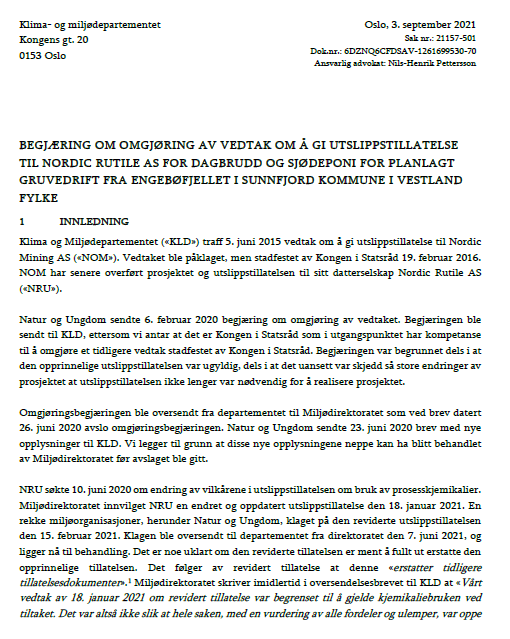 Klima- og miljødepartementet
Kongens gt. 20
0153 Oslo
Oslo, 3. september 2021
Sak nr.: 21157-501
Dok.nr.: 6DZNQ6CFDSAV-1261699530-70
Ansvarlig advokat: Nils-Henrik Pettersson
BEGJÆRING OM OMGJØRING AV VEDTAK OM Å GI UTSLIPPSTILLATELSE
TIL NORDIC RUTILE AS FOR DAGBRUDD OG SJØDEPONI FOR PLANLAGT
GRUVEDRIFT FRA ENGEBØFJELLET I SUNNFJORD KOMMUNE I VESTLAND
FYLKE
1 INNLEDNING
Klima og Miljødepartementet («KLD») traff 5. juni 2015 vedtak om å gi utslippstillatelse til Nordic
Mining AS («NOM»). Vedtaket ble påklaget, men stadfestet av Kongen i Statsråd 19. februar 2016.
NOM har senere overført prosjektet og utslippstillatelsen til sitt datterselskap Nordic Rutile AS
(«NRU»).
Natur og Ungdom sendte 6. februar 2020 begjæring om omgjøring av vedtaket. Begjæringen ble
sendt til KLD, ettersom vi antar at det er Kongen i Statsråd som i utgangspunktet har kompetanse
til å omgjøre et tidligere vedtak stadfestet av Kongen i Statsråd. Begjæringen var begrunnet dels i at
den opprinnelige utslippstillatelsen var ugyldig, dels i at det uansett var skjedd så store endringer av
prosjektet at utslippstillatelsen ikke lenger var nødvendig for å realisere prosjektet.
Omgjøringsbegjæringen ble oversendt fra departementet til Miljødirektoratet som ved brev datert
26. juni 2020 avslo omgjøringsbegjæringen. Natur og Ungdom sendte 23. juni 2020 brev med nye
opplysninger til KLD. Vi legger til grunn at disse nye opplysningene neppe kan ha blitt behandlet
av Miljødirektoratet før avslaget ble gitt.
NRU søkte 10. juni 2020 om endring av vilkårene i utslippstillatelsen om bruk av prosesskjemikalier.
Miljødirektoratet innvilget NRU en endret og oppdatert utslippstillatelse den 18. januar 2021. En
rekke miljøorganisasjoner, herunder Natur og Ungdom, klaget på den reviderte utslippstillatelsen
den 15. februar 2021. Klagen ble oversendt til departementet fra direktoratet den 7. juni 2021, og
ligger nå til behandling. Det er noe uklart om den reviderte tillatelsen er ment å fullt ut erstatte den
opprinnelige tillatelsen. Det følger av revidert tillatelse at denne «erstatter tidligere
tillatelsesdokumenter».1 Miljødirektoratet skriver imidlertid i oversendelsesbrevet til KLD at «Vårt
vedtak av 18. januar 2021 om revidert tillatelse var begrenset til å gjelde kjemikaliebruken ved
tiltaket. Det var altså ikke slik at hele saken, med en vurdering av alle fordeler og ulemper, var oppe